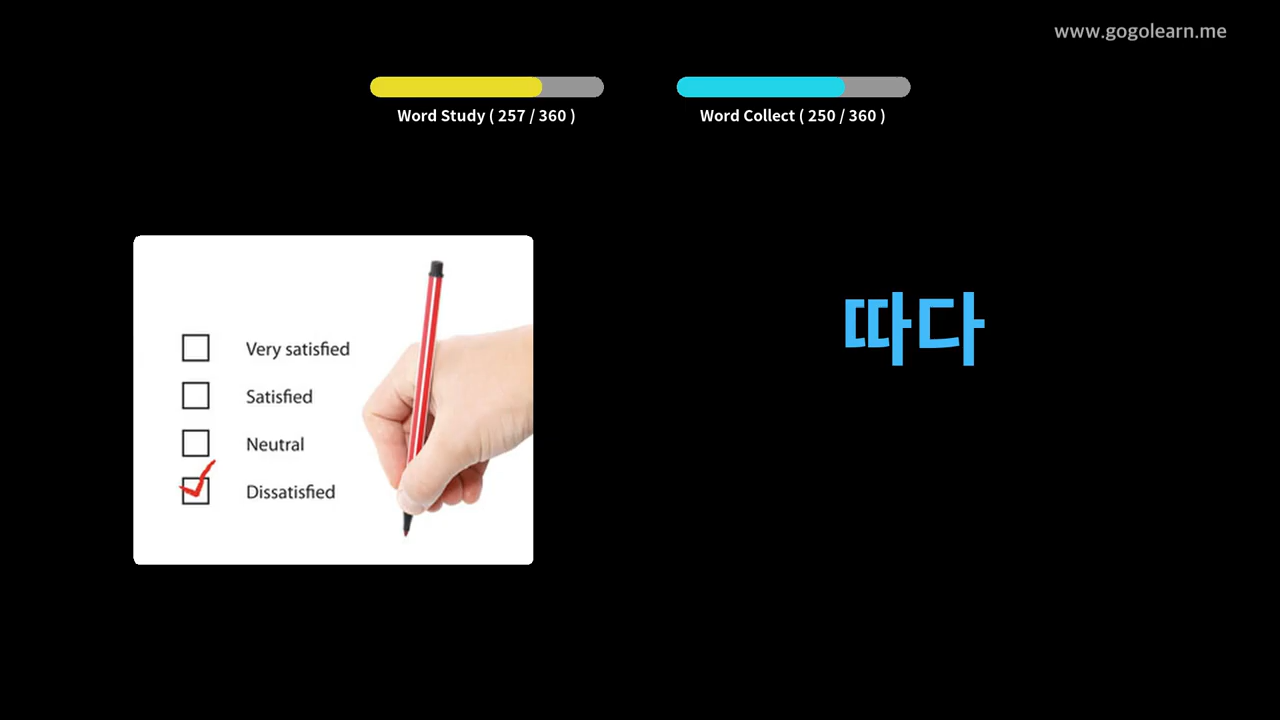 www.gogolearn.me
Word Study ( 257 / 360 )
Word Collect ( 250 / 360 )
Very satisfied
Satisfied
Neutral
Dissatisfied
따다